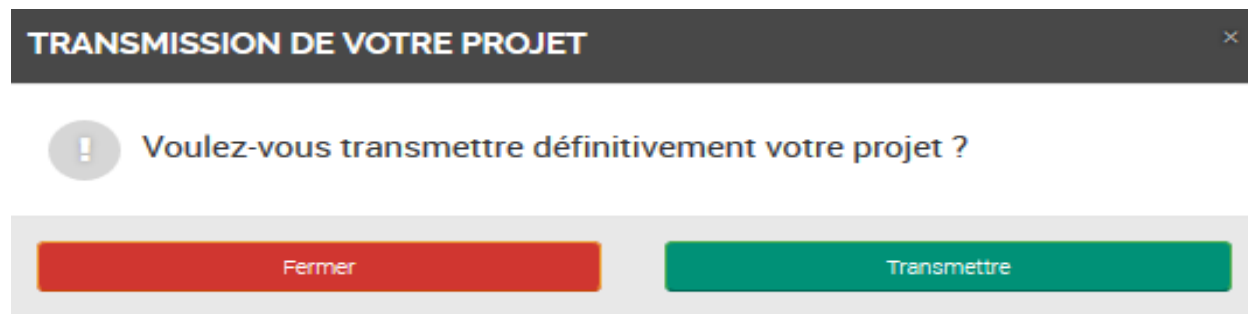 TRANSMISSION DE VOTRE PROJET ×
! Voulez-vous transmettre définitivement votre projet ?
Fermer Transmettre